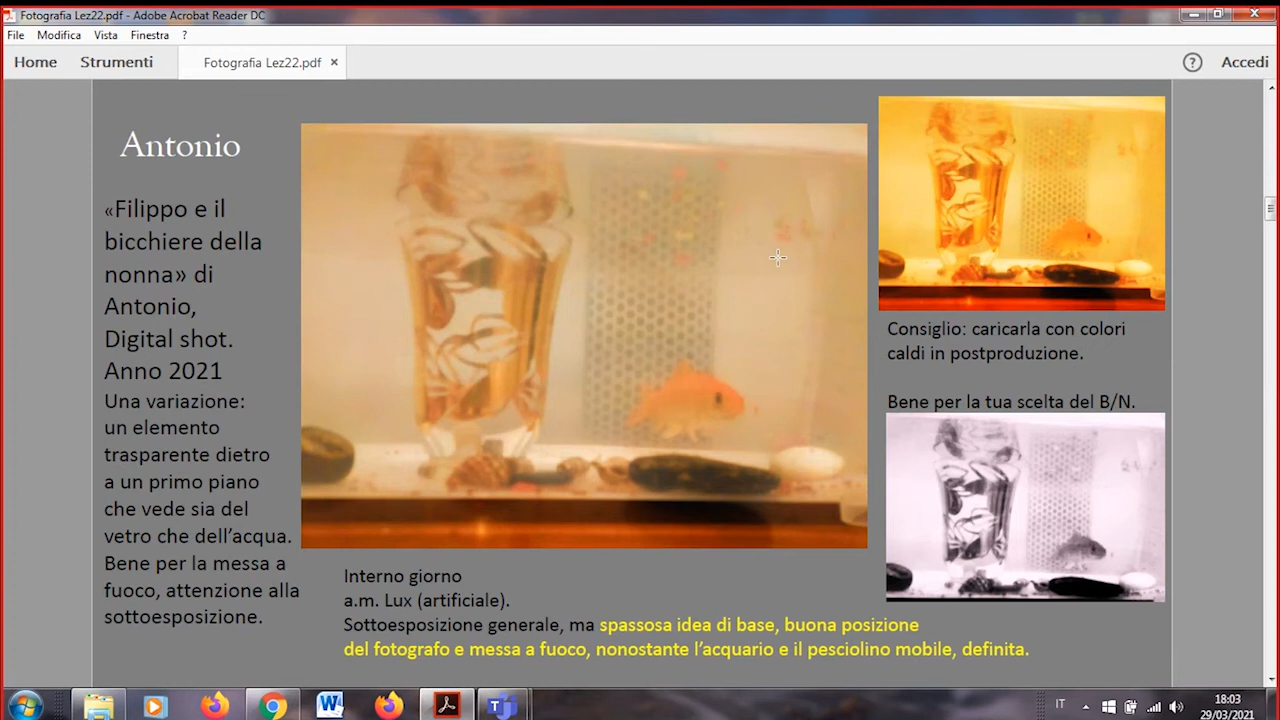 Fotografia Lez22.pdf - Adobe Acrobat Reader DC
File Modifica Vista Finestra ?
Home Strumenti Fotografia Lez22.pdf × ? Accedi
Antonio
«Filippo e il
bicchiere della
nonna» di
Antonio,
Digital shot.
Anno 2021
Una variazione:
un elemento
trasparente dietro
a un primo piano
che vede sia del
vetro che dell'acqua.
Bene per la messa a
fuoco, attenzione alla
sottoesposizione.
Consiglio: caricarla con colori
caldi in postproduzione.
Bene per la tua scelta del B/N.
Interno giorno
a.m. Lux (artificiale).
Sottoesposizione generale, ma spassosa idea di base, buona posizione
del fotografo e messa a fuoco, nonostante l'acquario e il pesciolino mobile, definita.
IT
18:03
29/03/2021